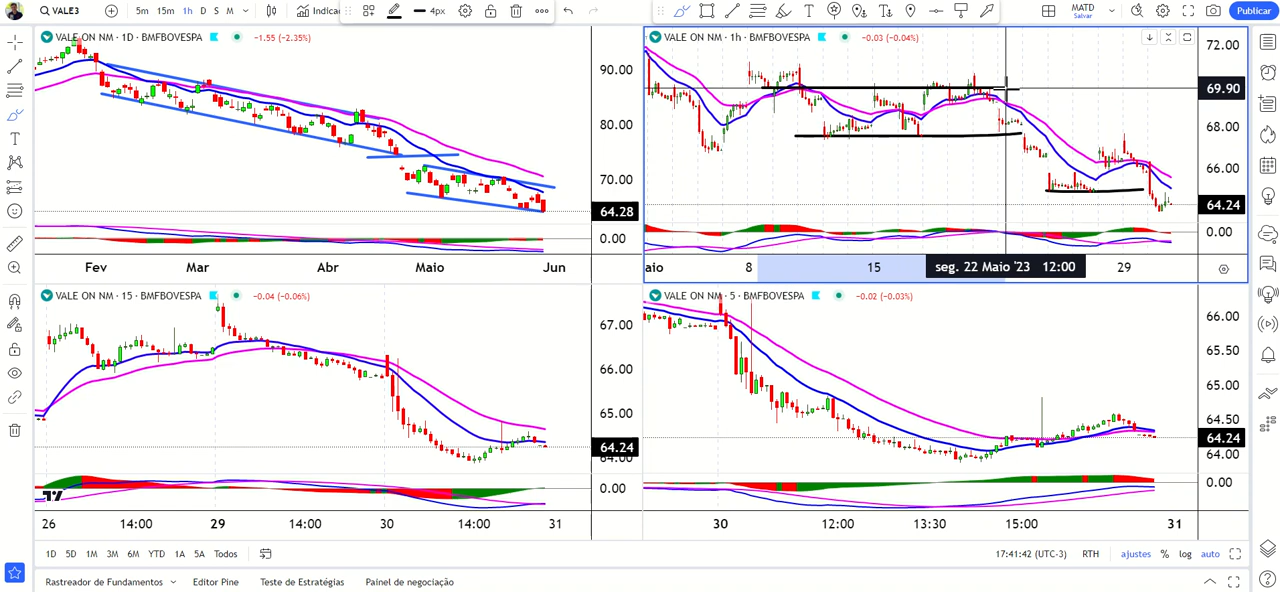 VALE3
5m 15m 1h D S M
Indica
4px
MATD
Salvar
Publicar
VALE ON NM · 1D · BMFBOVESPA
-1.55 (-2.35%)
90.00
80.00
70.00
64.28
0.00
Fev Mar Abr Maio Jun
VALE ON NM · 1h · BMFBOVESPA
-0.03 (-0.04%)
72.00
69.90
68.00
66.00
64.24
0.00
aio 8 15 seg. 22 Maio '23 12:00 29
VALE ON NM · 15 · BMFBOVESPA
-0.04 (-0.06%)
67.00
66.00
65.00
64.24
64.00
0.00
26 14:00 29 14:00 30 14:00 31
VALE ON NM · 5 · BMFBOVESPA
-0.02 (-0.03%)
66.00
65.50
65.00
64.50
64.24
64.00
0.00
30 12:00 13:30 15:00 31
1D 5D 1M 3M 6M YTD 1A 5A Todos
17:41:42 (UTC-3) RTH ajustes % log auto
Rastreador de Fundamentos Editor Pine Teste de Estratégias Painel de negociação